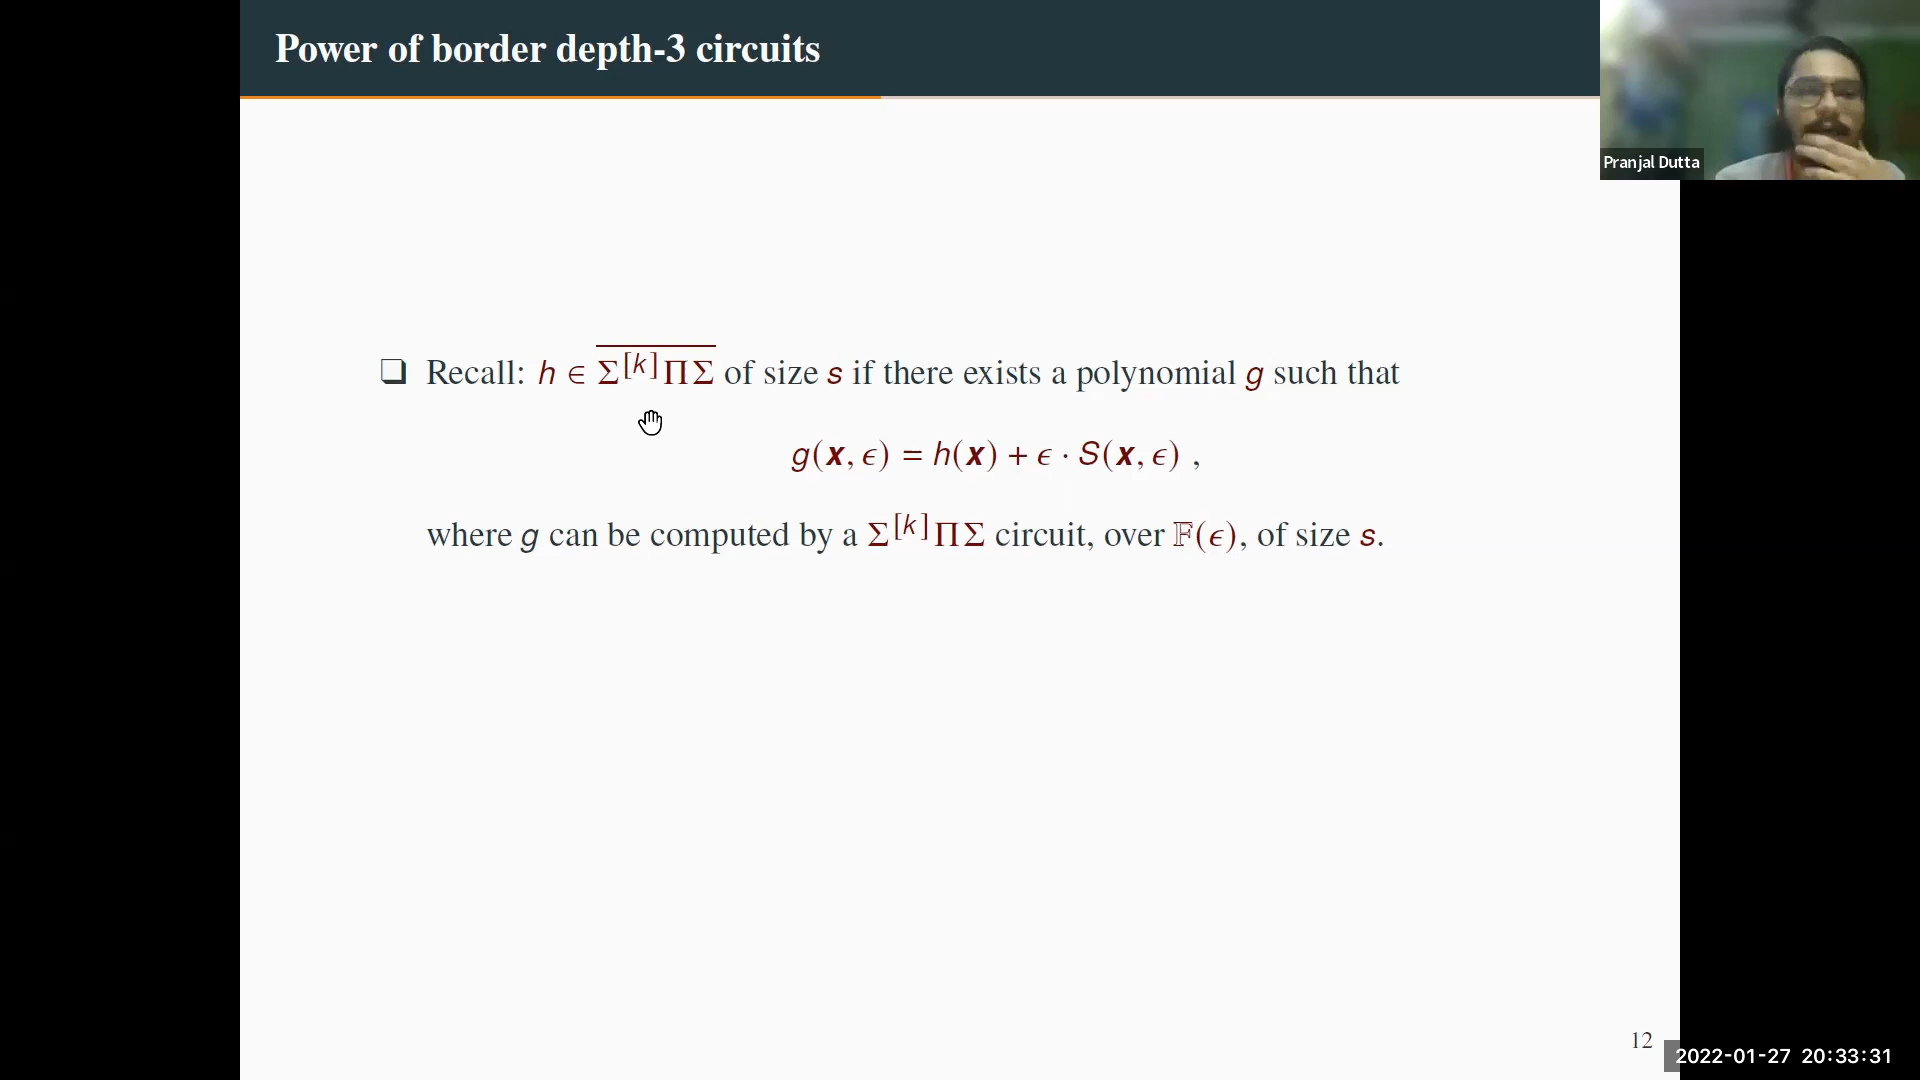 Power of border depth-3 circuits
Pranjal Dutta
❑ Recall: h ∈ \overline{Σ^{[k]}ΠΣ} of size s if there exists a polynomial g such that
g(x, ϵ) = h(x) + ϵ · S(x, ϵ) ,
where g can be computed by a Σ^{[k]}ΠΣ circuit, over 𝔽(ϵ), of size s.
12
2022-01-27 20:33:31